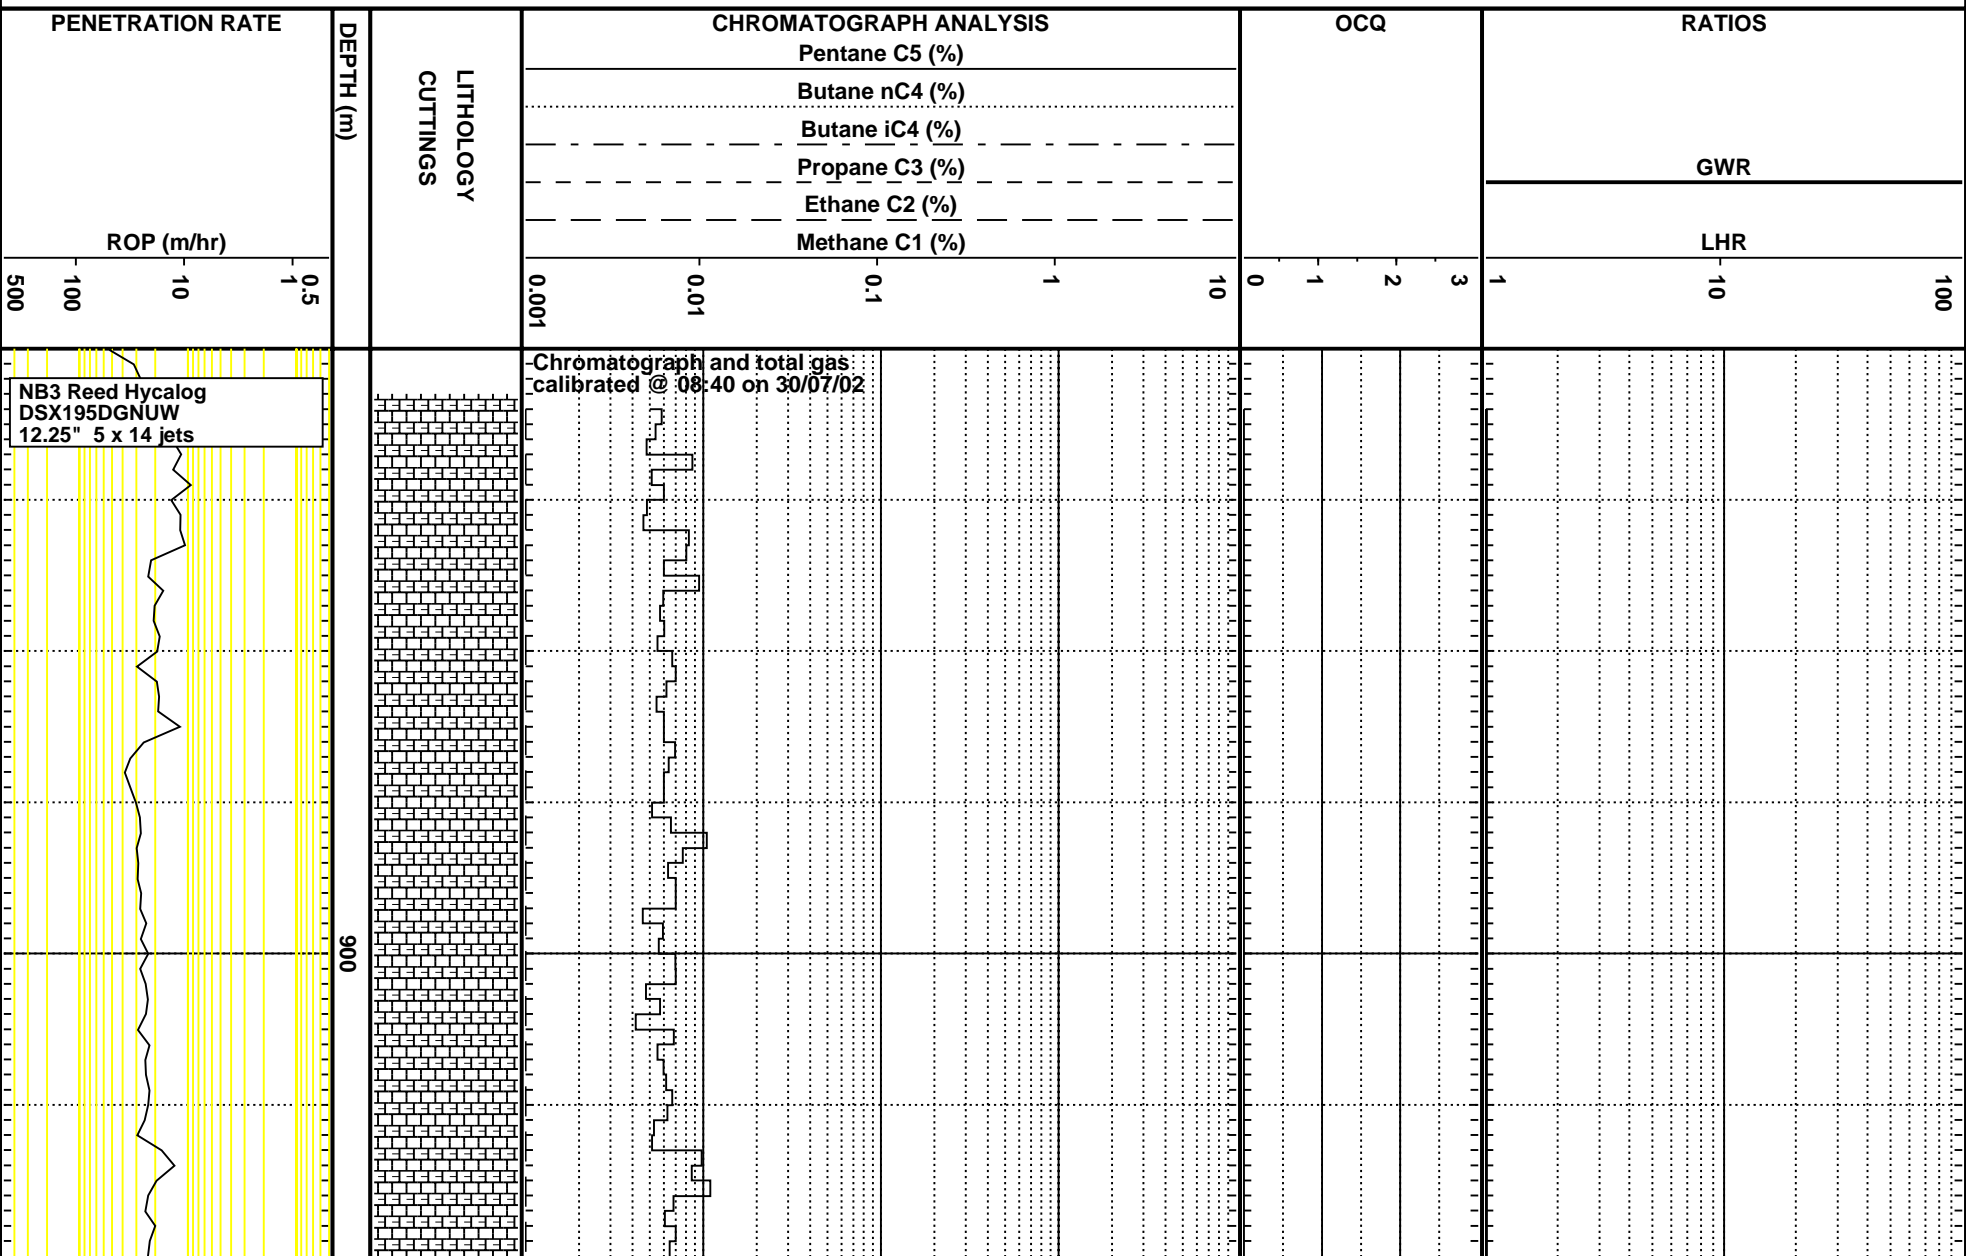 PENETRATION RATE
ROP (m/hr)
500 100 10 1 0.5
DEPTH (m)
LITHOLOGY
CUTTINGS
CHROMATOGRAPH ANALYSIS
Pentane C5 (%)
Butane nC4 (%)
Butane iC4 (%)
Propane C3 (%)
Ethane C2 (%)
Methane C1 (%)
0.001 0.01 0.1 1 10
OCQ
0 1 2 3
RATIOS
GWR
LHR
1 10 100
Chromatograph and total gas
calibrated @ 08:40 on 30/07/02
NB3 Reed Hycalog
DSX195DGNUW
12.25" 5 x 14 jets
900